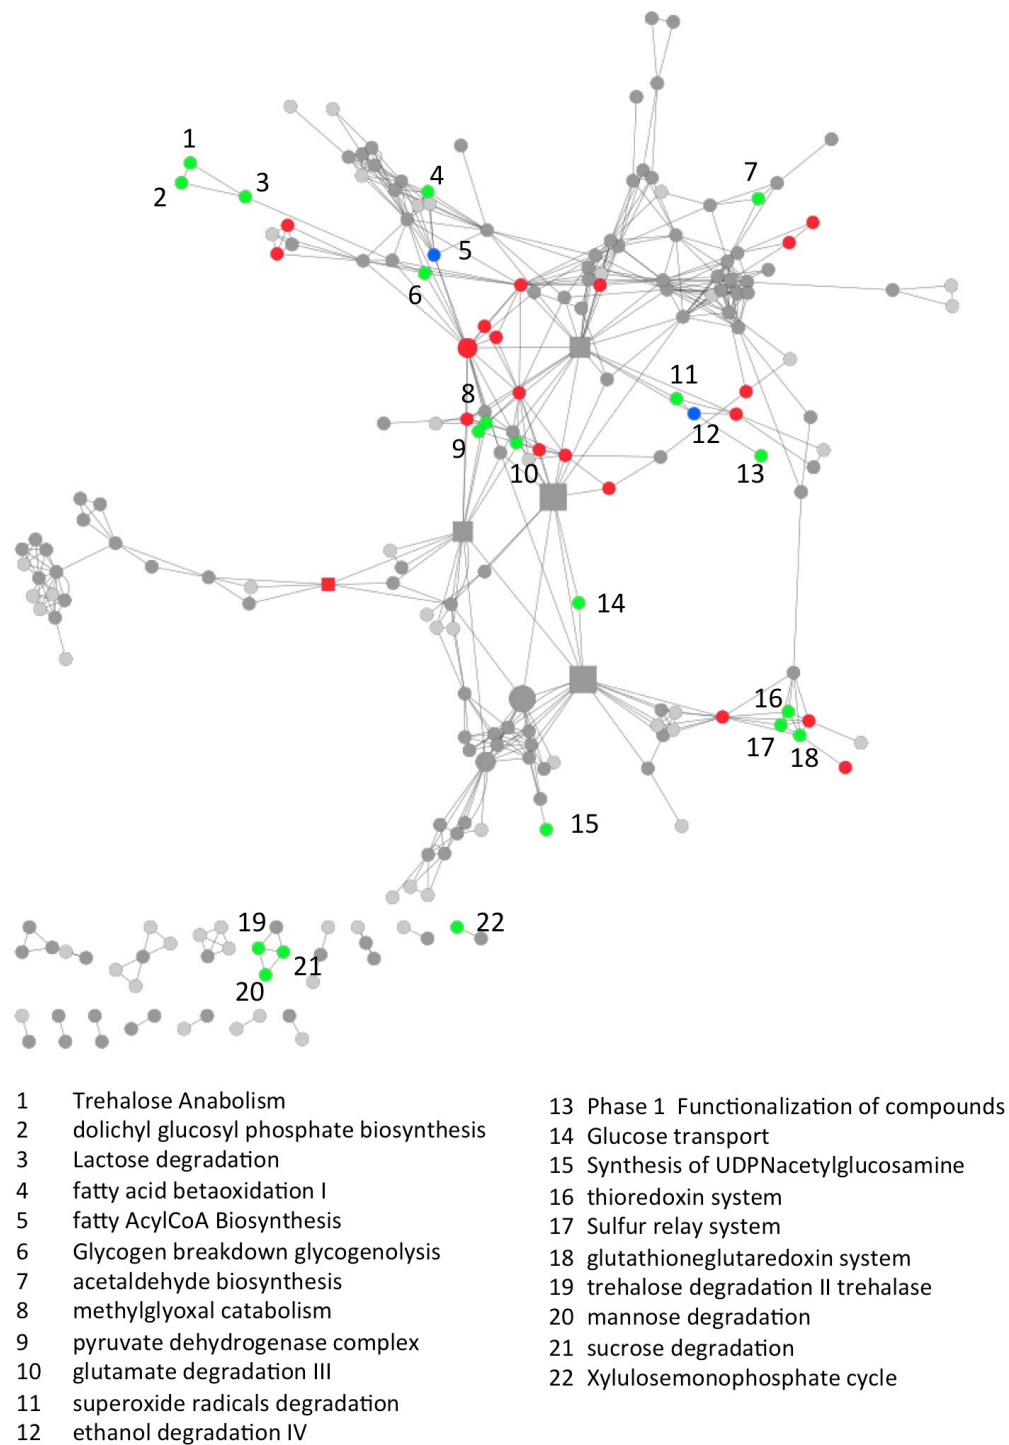 1
2
3
4
7
5
6
11
8
9
10
12
13
14
16
17
18
15
19
22
21
20
1 Trehalose Anabolism
2 dolichyl glucosyl phosphate biosynthesis
3 Lactose degradation
4 fatty acid betaoxidation I
5 fatty AcylCoA Biosynthesis
6 Glycogen breakdown glycogenolysis
7 acetaldehyde biosynthesis
8 methylglyoxal catabolism
9 pyruvate dehydrogenase complex
10 glutamate degradation III
11 superoxide radicals degradation
12 ethanol degradation IV
13 Phase 1 Functionalization of compounds
14 Glucose transport
15 Synthesis of UDPNacetylglucosamine
16 thioredoxin system
17 Sulfur relay system
18 glutathioneglutaredoxin system
19 trehalose degradation II trehalase
20 mannose degradation
21 sucrose degradation
22 Xylulosemonophosphate cycle